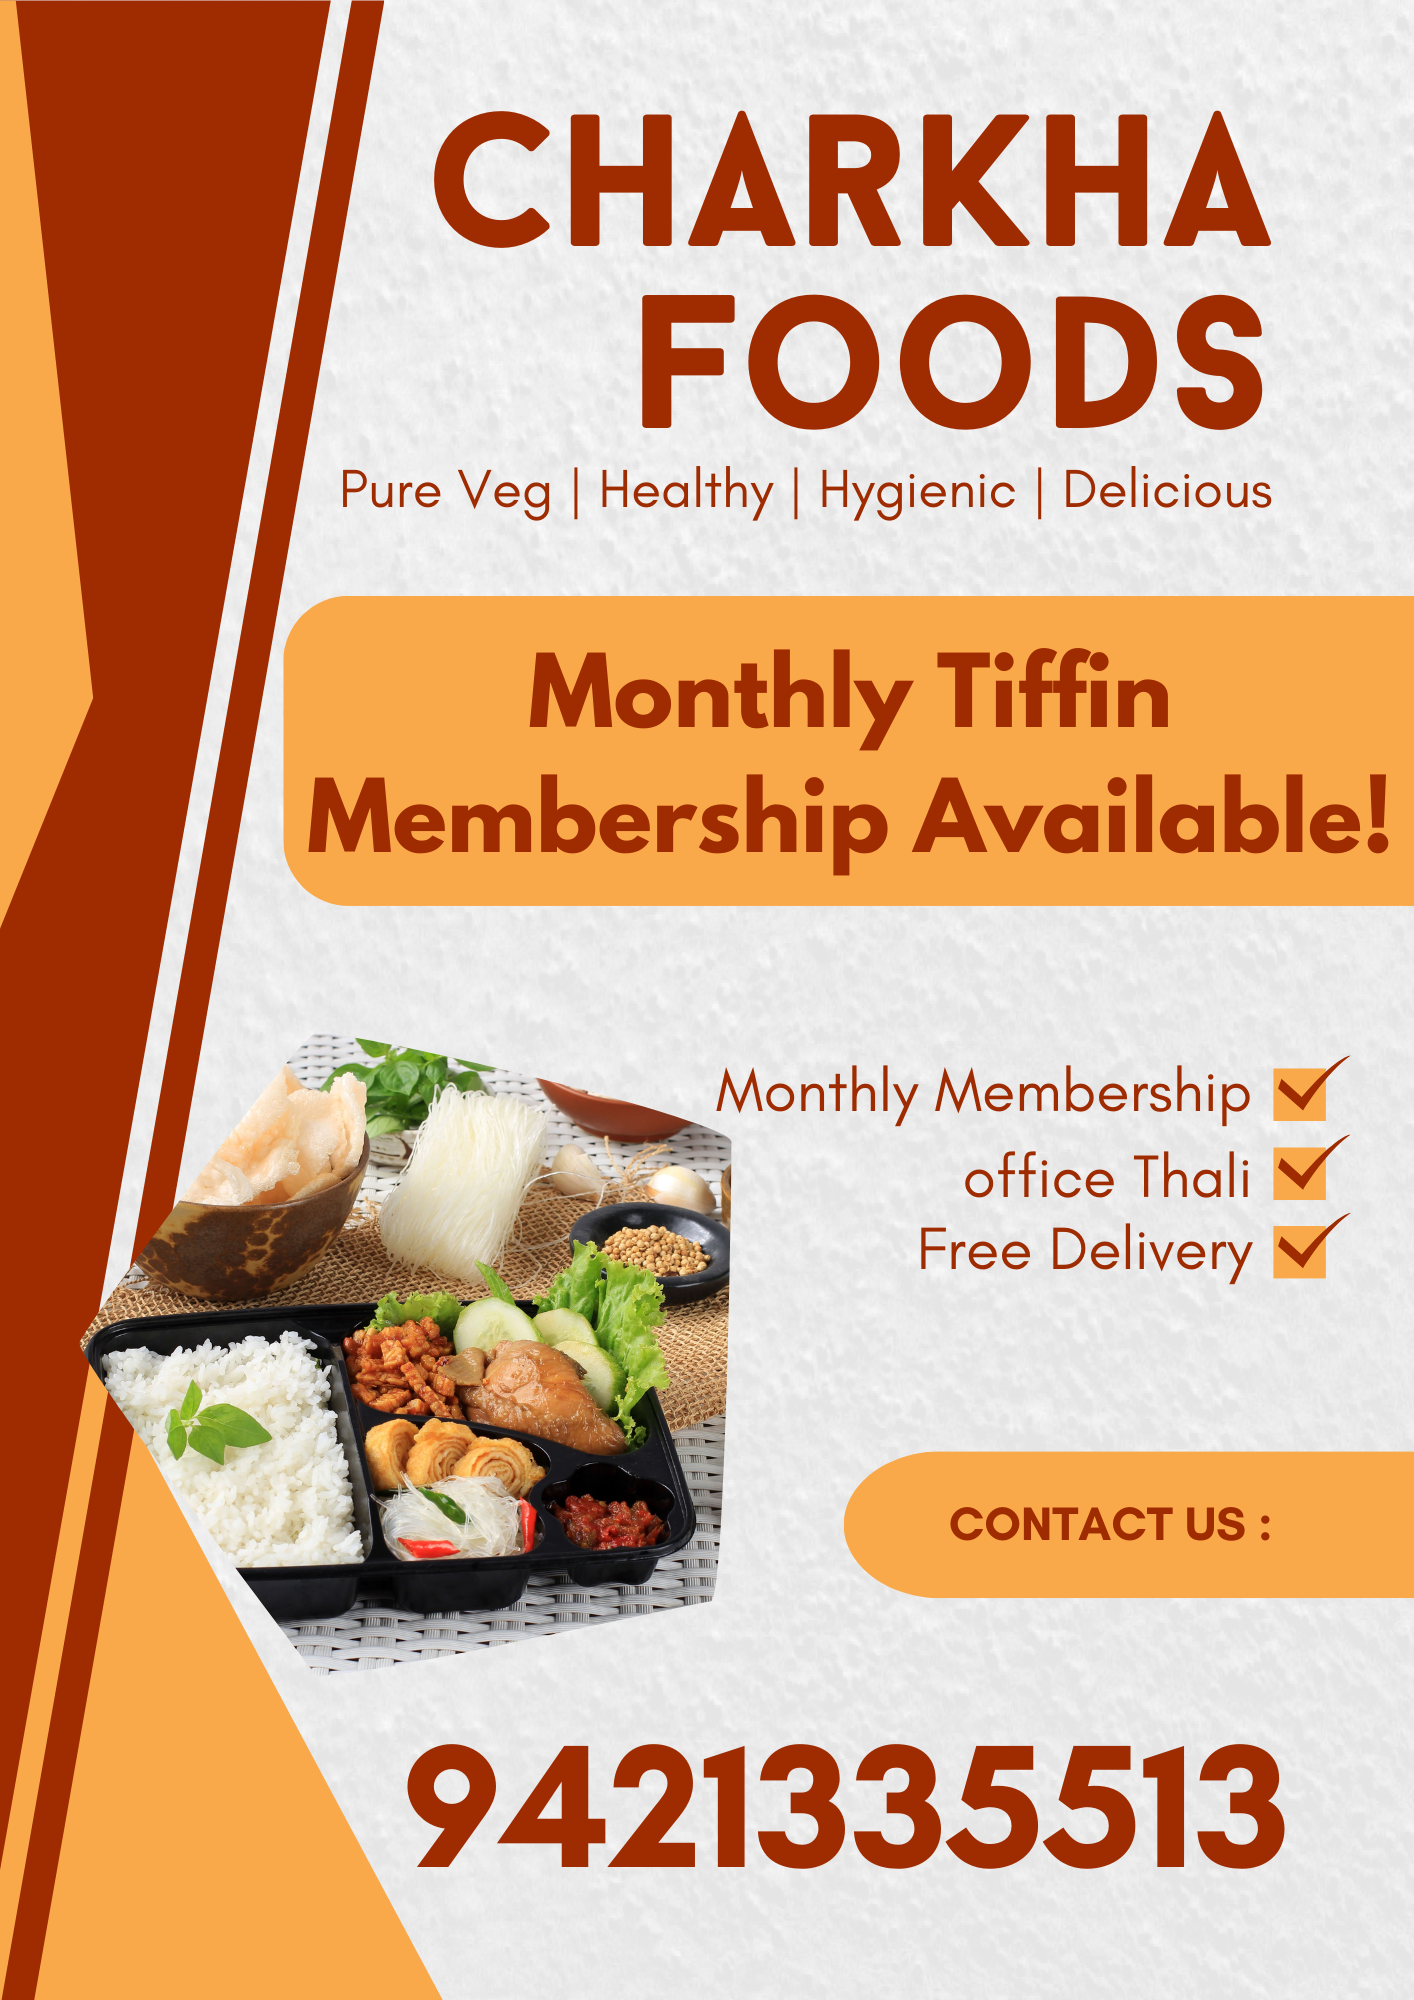 CHARKHA
FOODS
Pure Veg | Healthy | Hygienic | Delicious
Monthly Tiffin
Membership Available!
Monthly Membership
office Thali
Free Delivery
CONTACT US :
9421335513